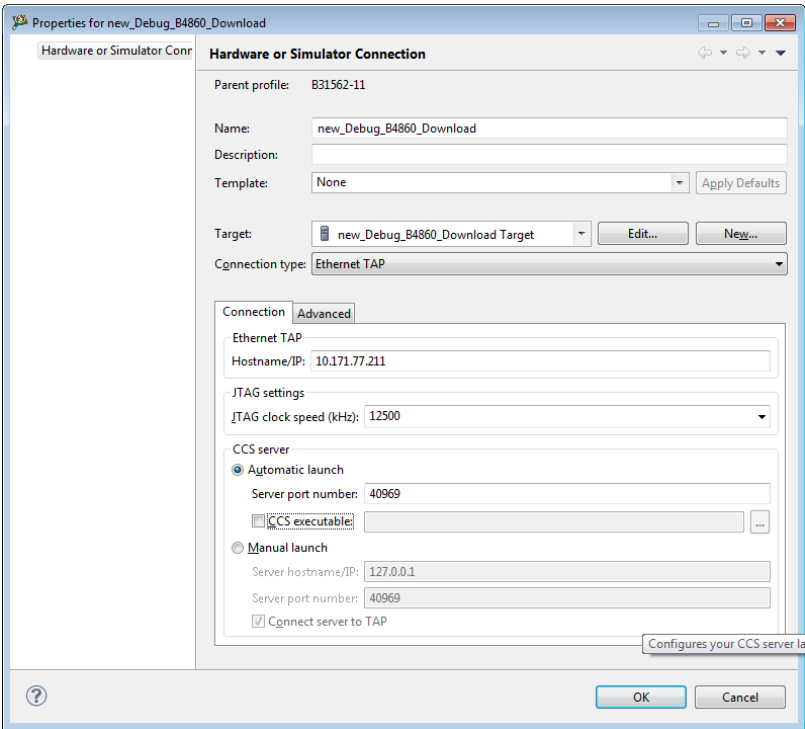 Properties for new_Debug_B4860_Download
Hardware or Simulator Conn
Hardware or Simulator Connection
Parent profile: B31562-11
Name: new_Debug_B4860_Download
Description:
Template: None Apply Defaults
Target: new_Debug_B4860_Download Target Edit... New...
Connection type: Ethernet TAP
Connection Advanced
Ethernet TAP
Hostname/IP: 10.171.77.211
JTAG settings
JTAG clock speed (kHz): 12500
CCS server
Automatic launch
Server port number: 40969
CCS executable: ...
Manual launch
Server hostname/IP: 127.0.0.1
Server port number: 40969
Connect server to TAP
Configures your CCS server la
? OK Cancel